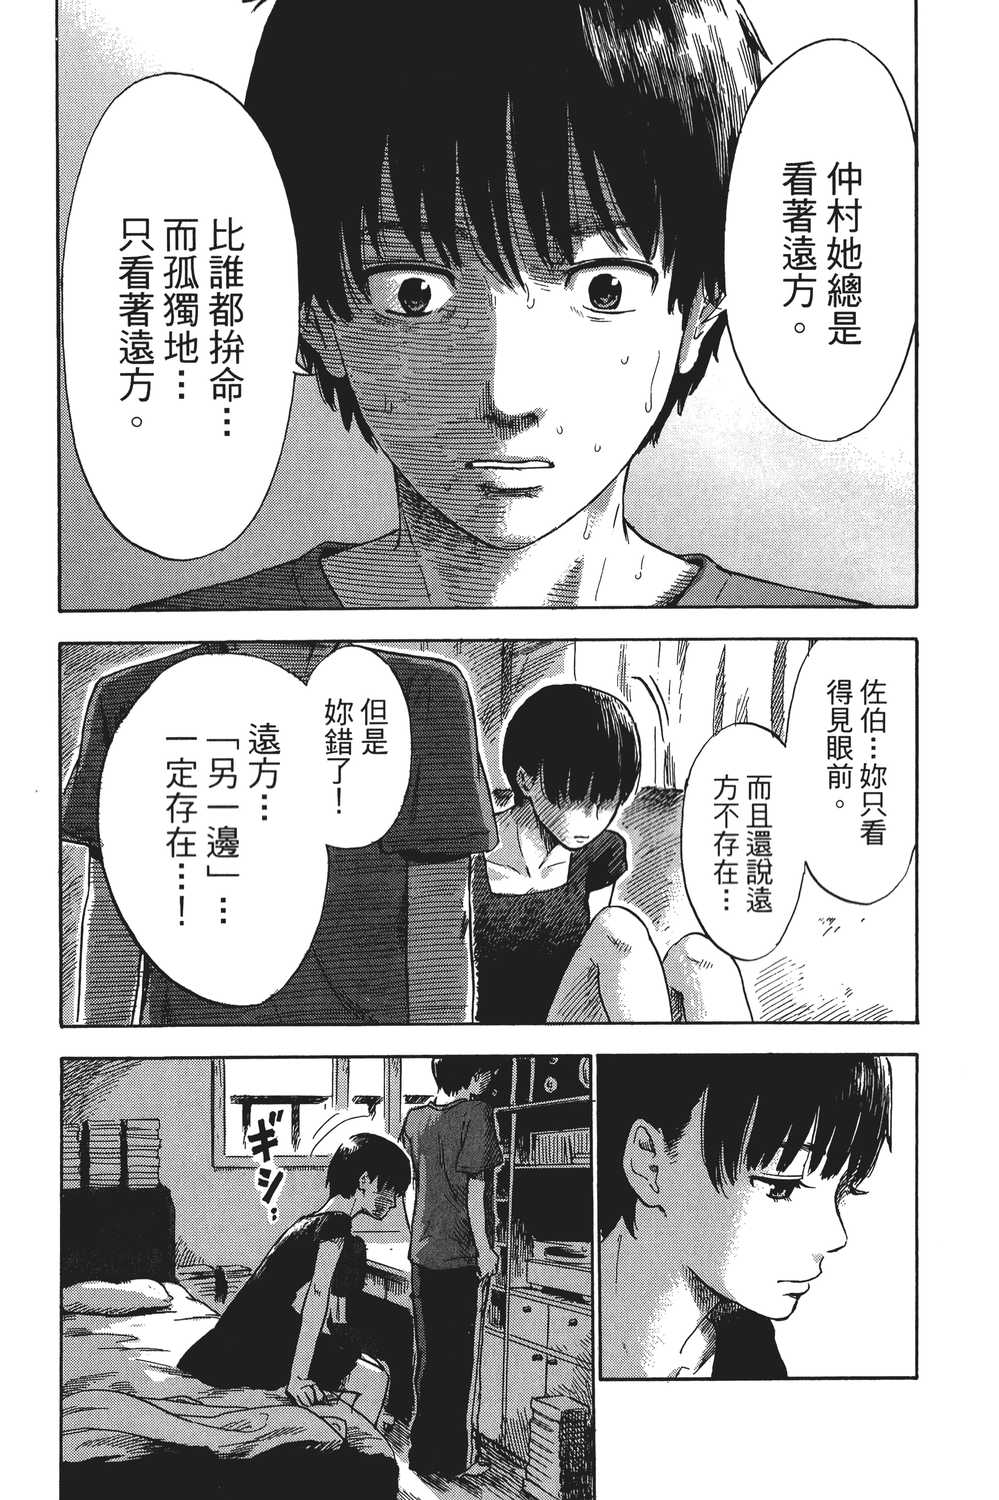 仲村她總是
看著遠方。
比誰都拚命⋯
而孤獨地⋯
只看著遠方。
佐伯⋯妳只看
得見眼前。
而且還說遠
方不存在⋯
但是
妳錯了！
遠方⋯
「另一邊」⋯
一定存在⋯！
ギシ⋯